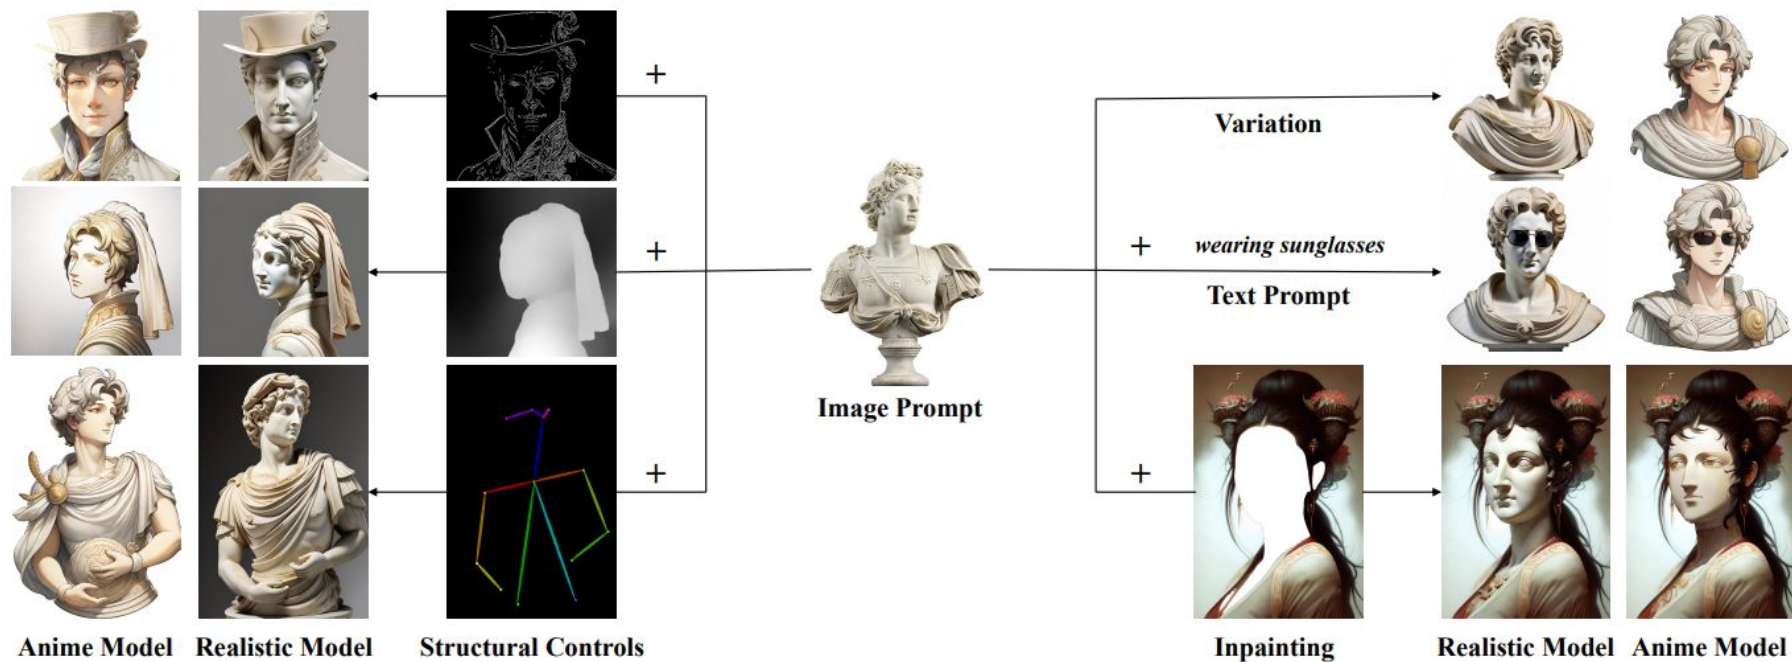 +
Variation
+
+
wearing sunglasses
Text Prompt
Image Prompt
+
+
Anime Model
Realistic Model
Structural Controls
Inpainting
Realistic Model
Anime Model